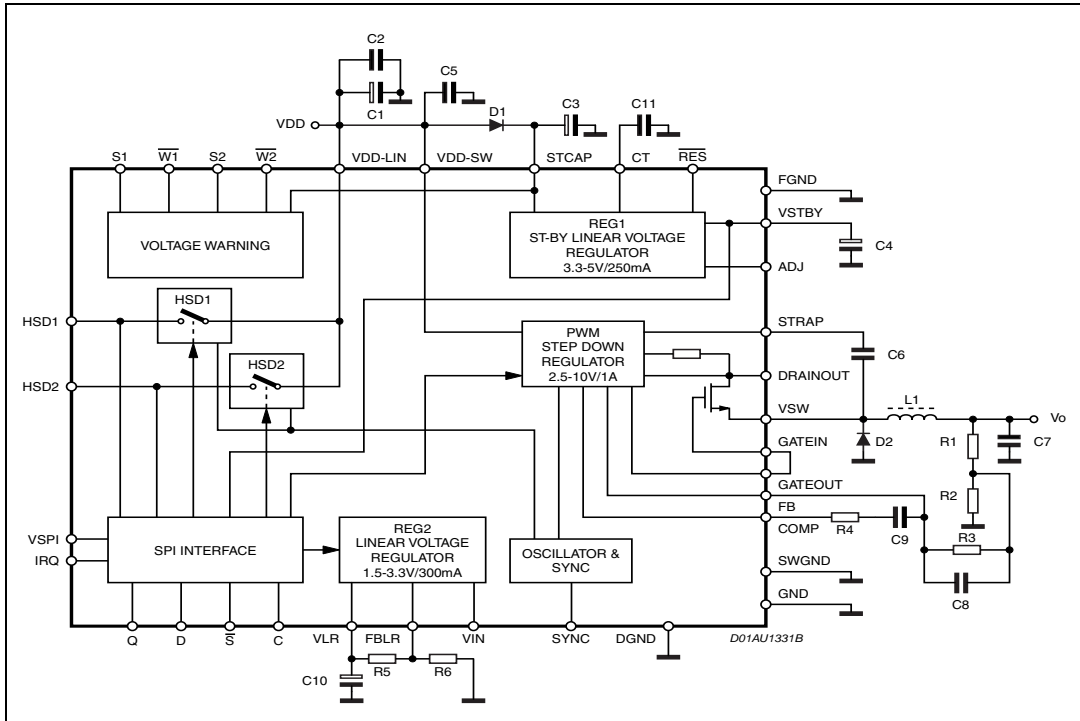 C2
C5
C1
D1
C3
C11
VDD
S1
W1
S2
W2
VDD-LIN
VDD-SW
STCAP
CT
RES
FGND
VSTBY
VOLTAGE WARNING
REG1
ST-BY LINEAR VOLTAGE
REGULATOR
3.3-5V/250mA
C4
ADJ
HSD1
HSD1
STRAP
PWM
STEP DOWN
REGULATOR
2.5-10V/1A
C6
HSD2
HSD2
DRAINOUT
VSW
L1
Vo
D2
R1
C7
GATEIN
GATEOUT
R2
FB
COMP
R4
C9
R3
C8
VSPI
IRQ
SPI INTERFACE
REG2
LINEAR VOLTAGE
REGULATOR
1.5-3.3V/300mA
OSCILLATOR &
SYNC
SWGND
GND
Q
D
S
C
VLR
FBLR
VIN
SYNC
DGND
D01AU1331B
C10
R5
R6